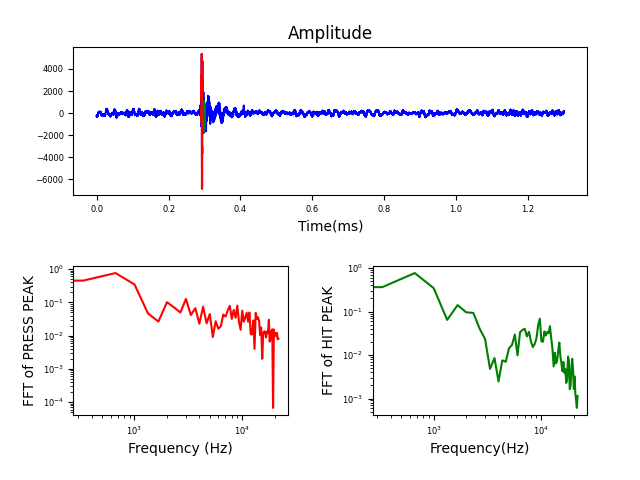 Amplitude
4000
2000
0
−2000
−4000
−6000
0.0 0.2 0.4 0.6 0.8 1.0 1.2
Time(ms)
FFT of PRESS PEAK
10⁰
10⁻¹
10⁻²
10⁻³
10⁻⁴
10³ 10⁴
Frequency (Hz)
FFT of HIT PEAK
10⁰
10⁻¹
10⁻²
10⁻³
10³ 10⁴
Frequency(Hz)